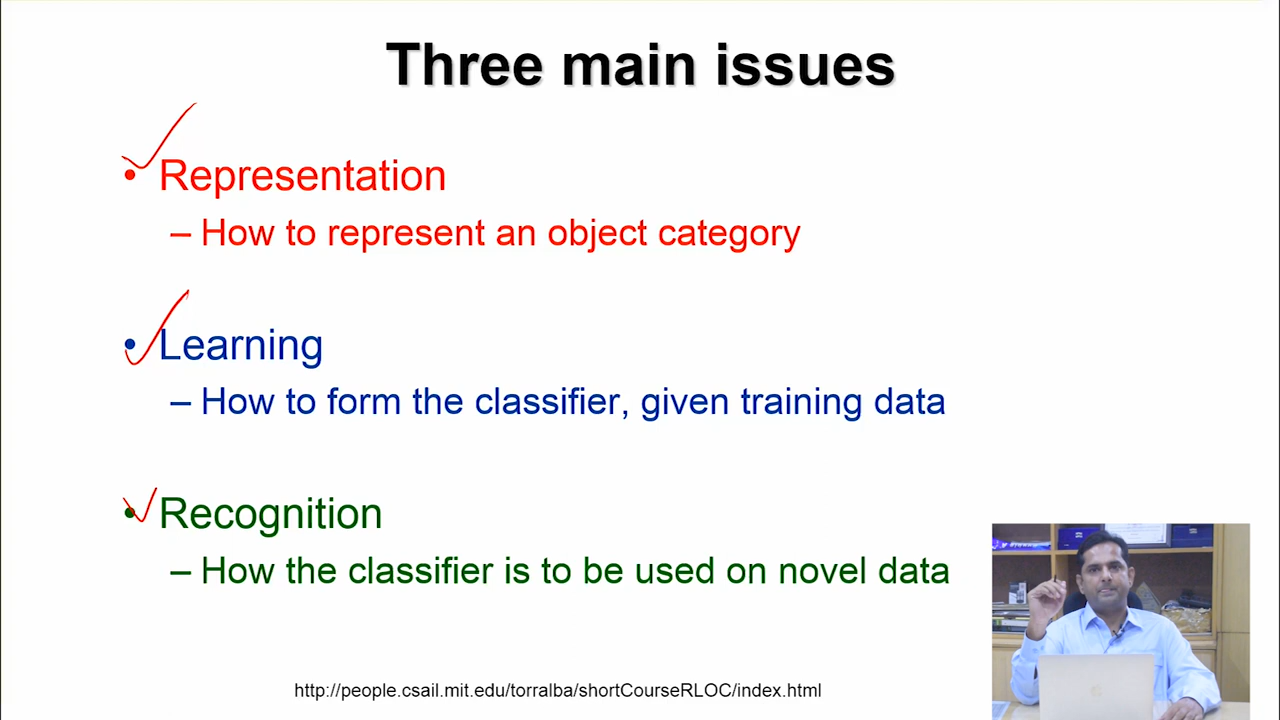 Three main issues
• Representation
– How to represent an object category
• Learning
– How to form the classifier, given training data
• Recognition
– How the classifier is to be used on novel data
http://people.csail.mit.edu/torralba/shortCourseRLOC/index.html